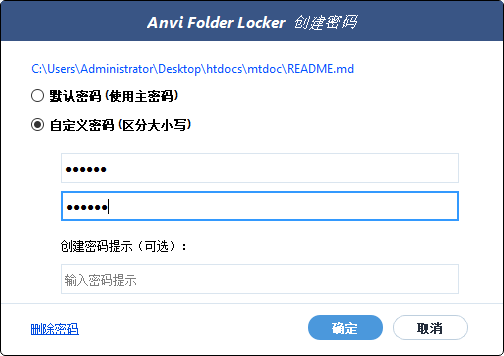 Anvi Folder Locker 创建密码
C:\Users\Administrator\Desktop\htdocs\mtdoc\README.md
默认密码 (使用主密码)
自定义密码 (区分大小写)
●●●●●●
●●●●●●
创建密码提示（可选）：
输入密码提示
删除密码
确定
取消